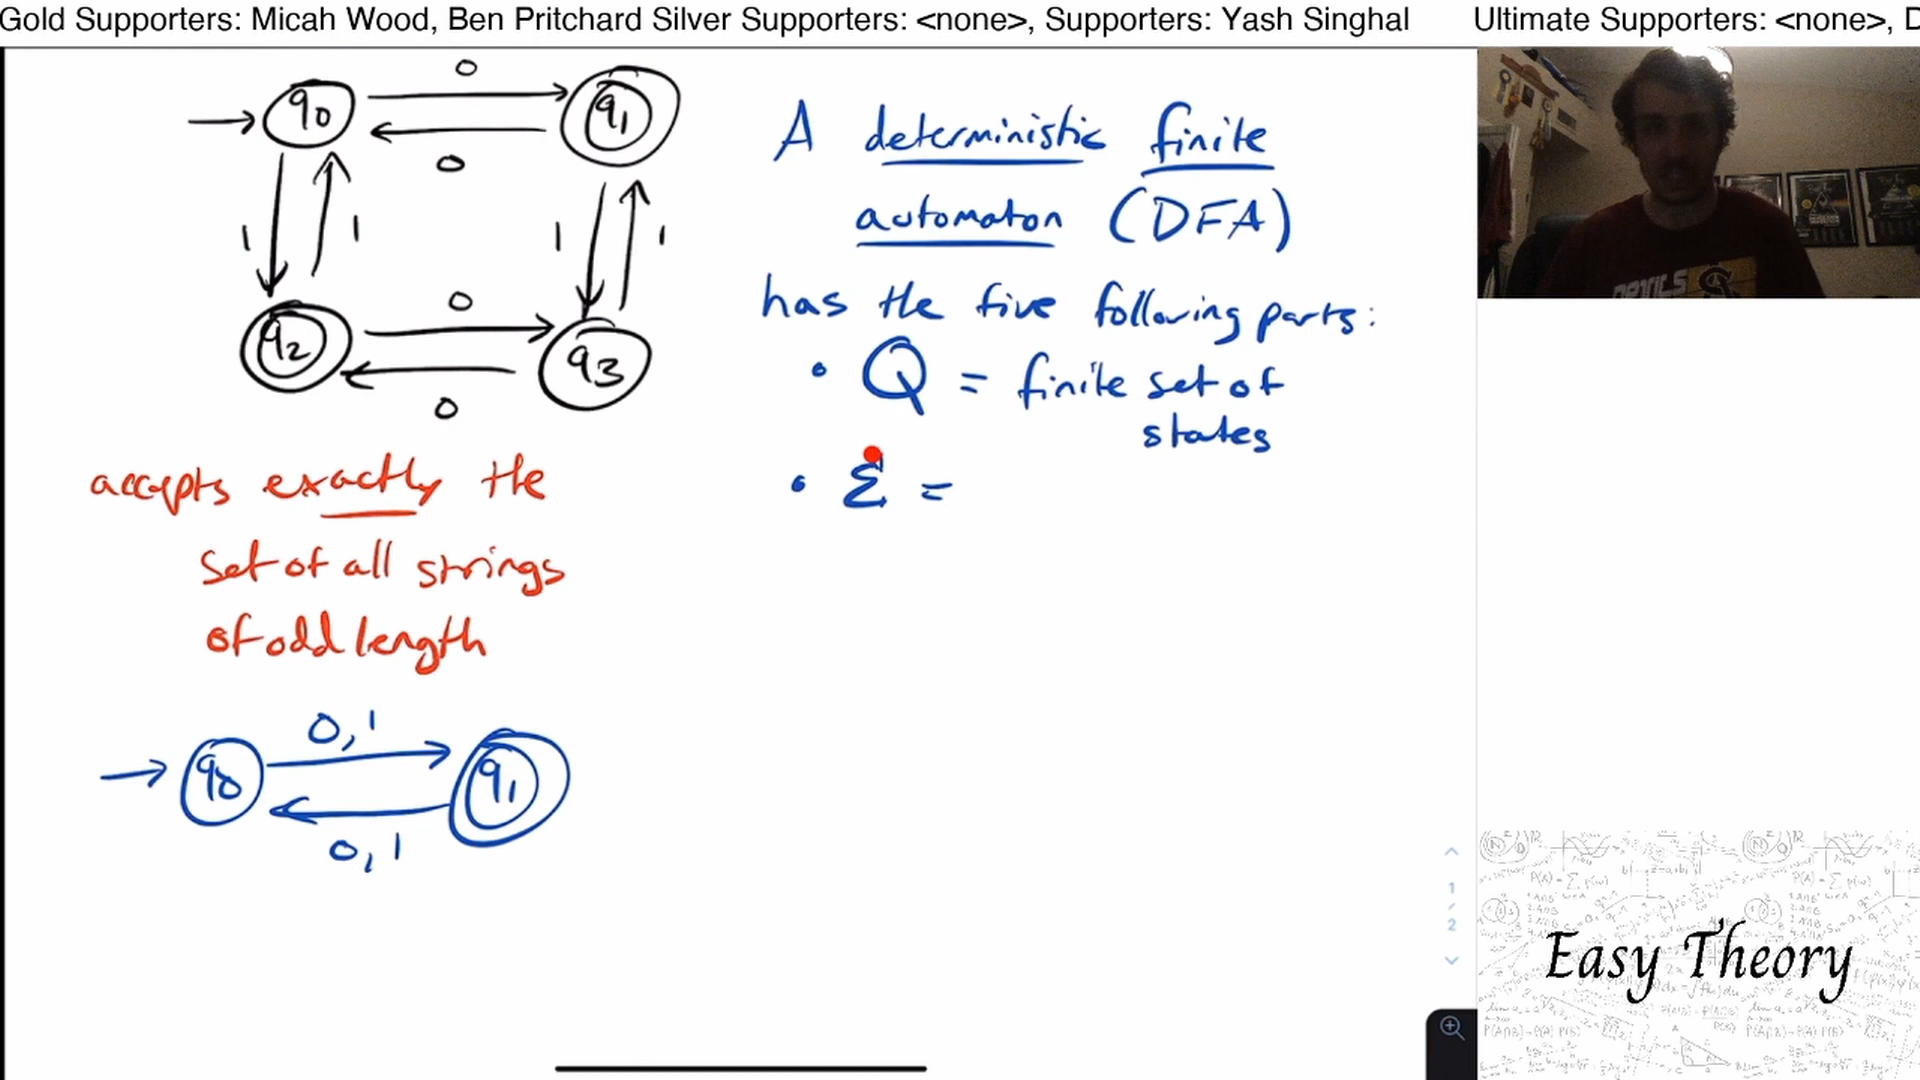 Gold Supporters: Micah Wood, Ben Pritchard Silver Supporters: <none>, Supporters: Yash Singhal Ultimate Supporters: <none>, D
0
q0 q1
0
1 1 1 1
0
q2 q3
0
accepts exactly the
set of all strings
of odd length
0,1
q0 q1
0,1
A deterministic finite
automaton (DFA)
has the five following parts:
• Q = finite set of
states
• Σ =
DEVILS
1
2
Easy Theory